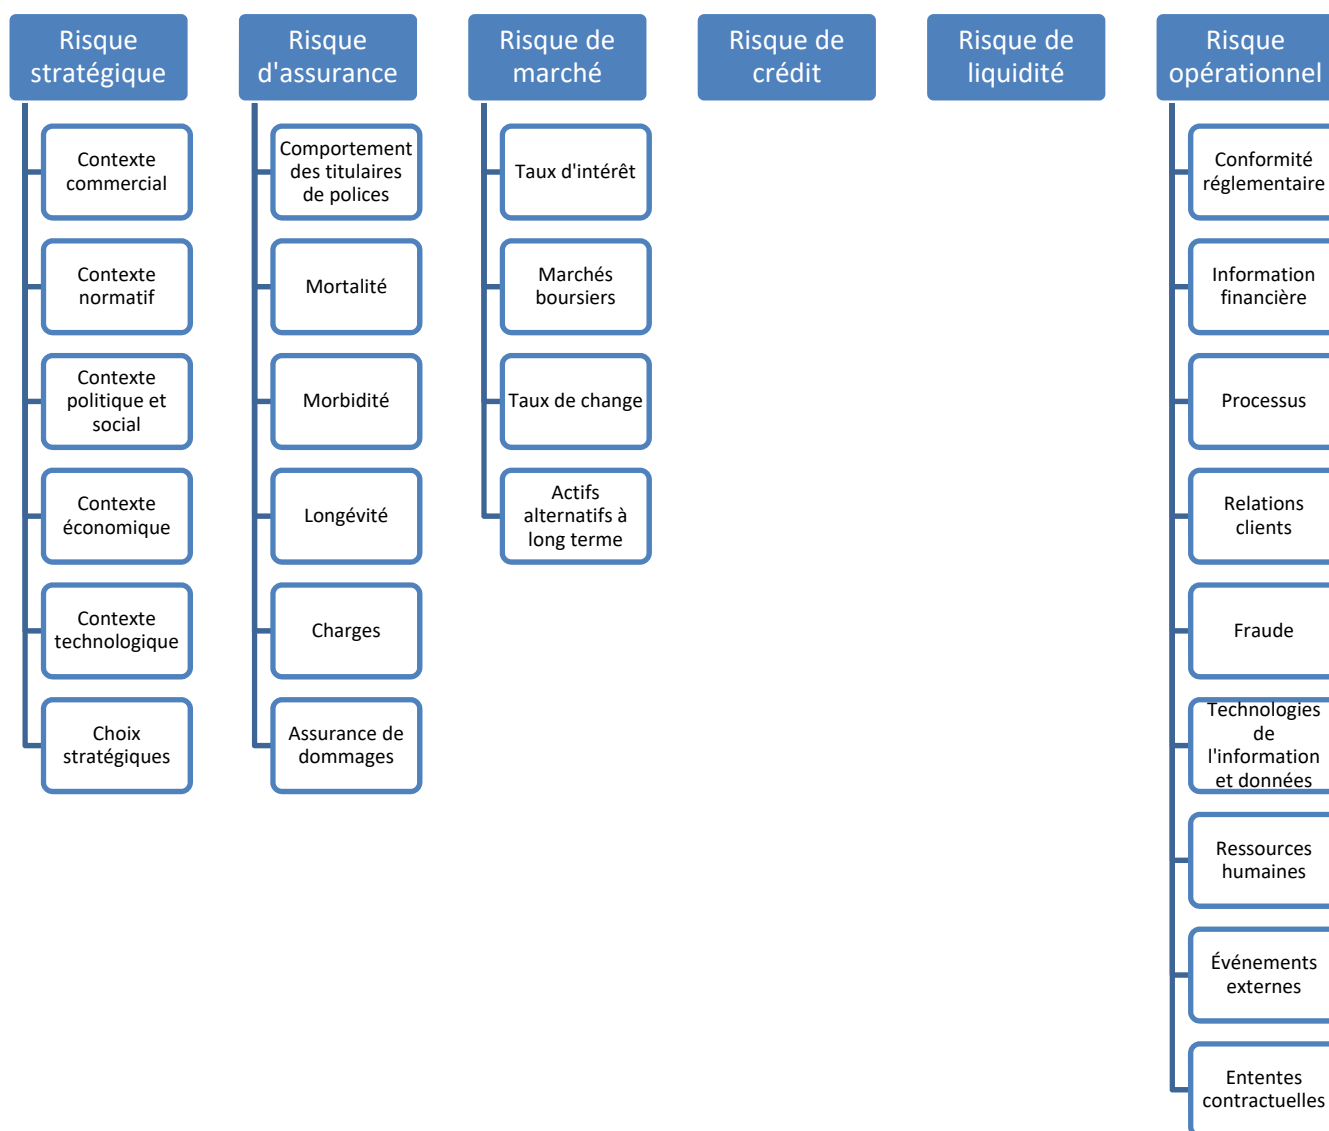 Risque
stratégique
Contexte
commercial
Contexte
normatif
Contexte
politique et
social
Contexte
économique
Contexte
technologique
Choix
stratégiques
Risque
d'assurance
Comportement
des titulaires
de polices
Mortalité
Morbidité
Longévité
Charges
Assurance de
dommages
Risque de
marché
Taux d'intérêt
Marchés
boursiers
Taux de change
Actifs
alternatifs à
long terme
Risque de
crédit
Risque de
liquidité
Risque
opérationnel
Conformité
réglementaire
Information
financière
Processus
Relations
clients
Fraude
Technologies
de
l'information
et données
Ressources
humaines
Événements
externes
Ententes
contractuelles